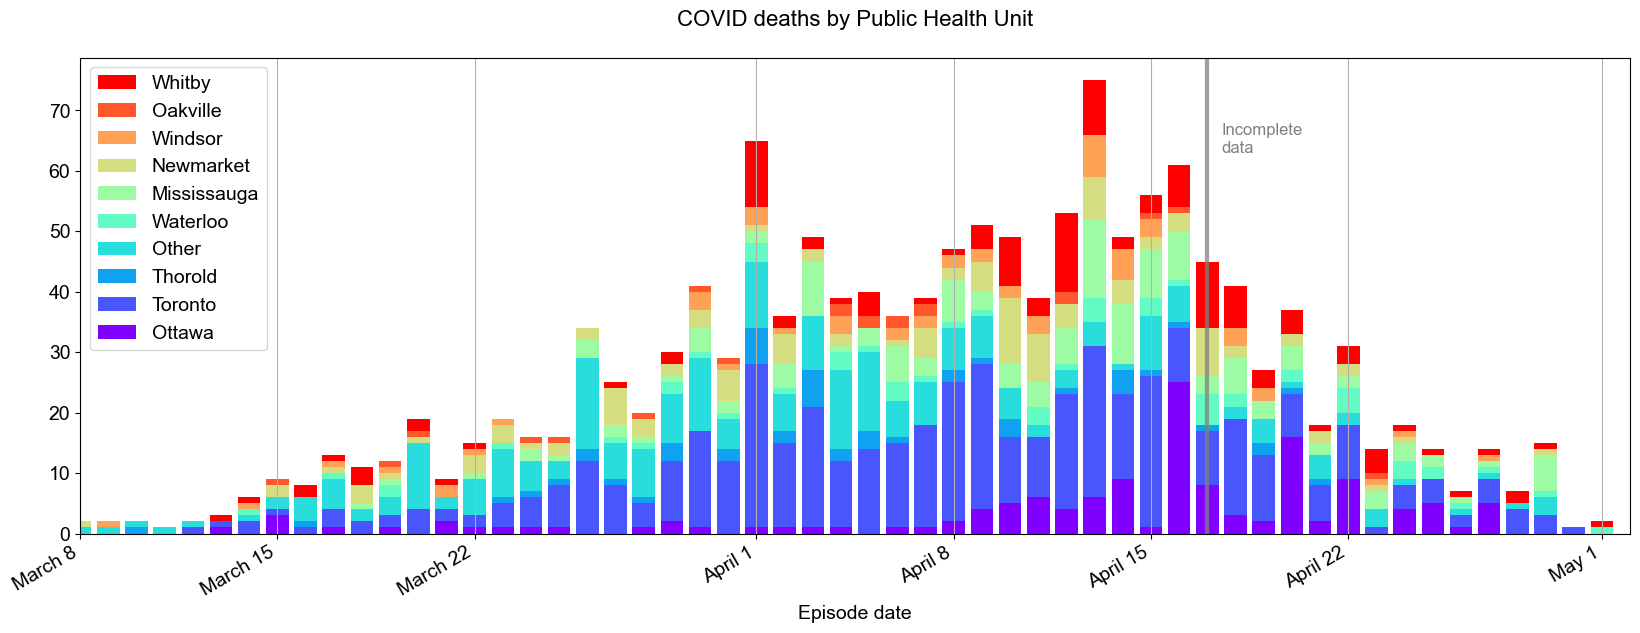 COVID deaths by Public Health Unit
Whitby
Oakville
Windsor
Newmarket
Mississauga
Waterloo
Other
Thorold
Toronto
Ottawa
Incomplete
data
70
60
50
40
30
20
10
0
March 8
March 15
March 22
April 1
April 8
April 15
April 22
May 1
Episode date